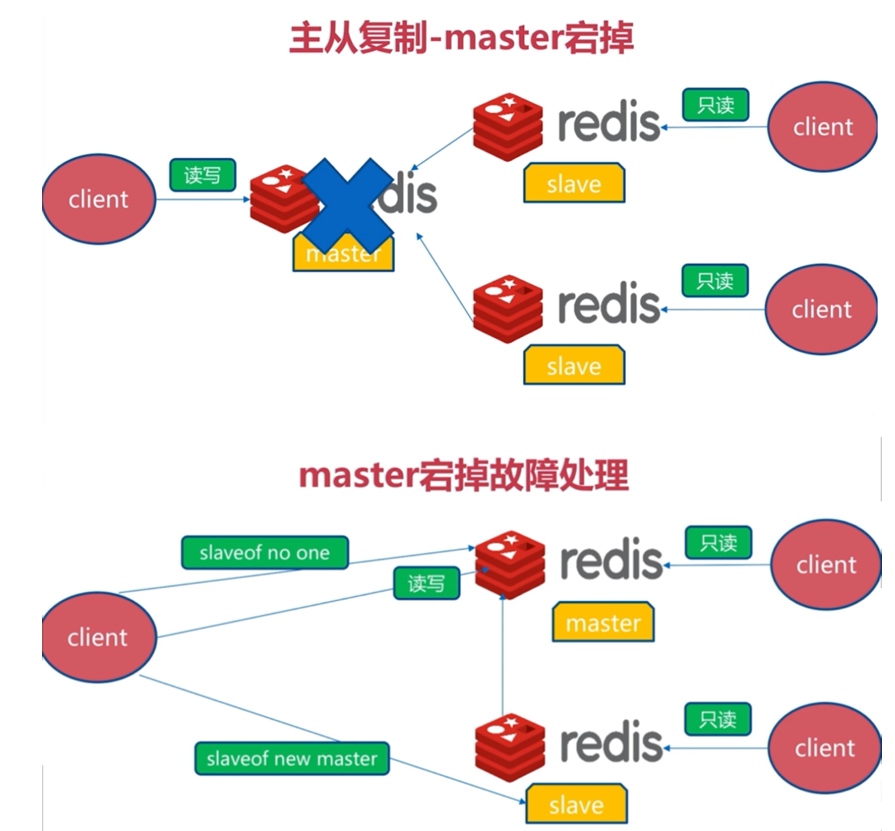 主从复制-master宕掉
redis
只读
client
client
读写
dis
slave
master
redis
只读
client
slave
master宕掉故障处理
slaveof no one
redis
只读
client
读写
client
master
redis
只读
client
slaveof new master
slave